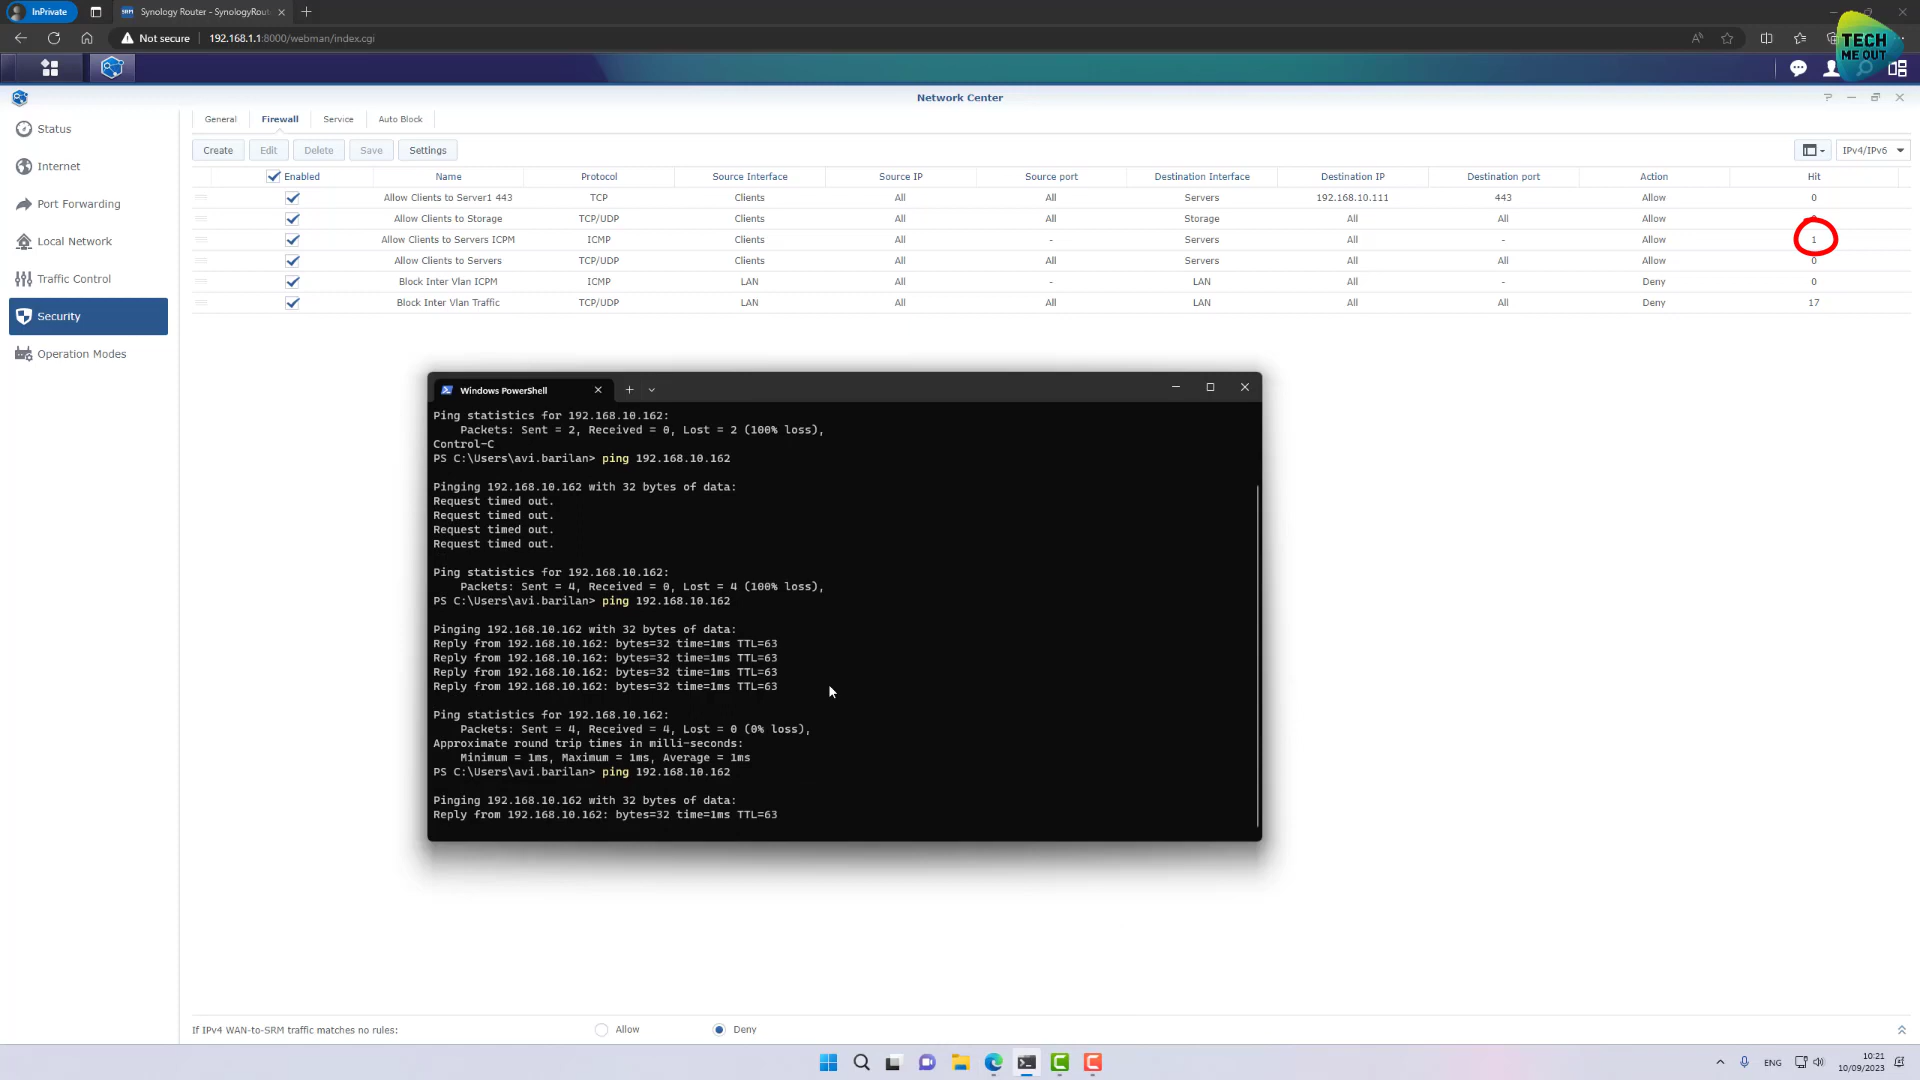 InPrivate
Synology Router - SynologyRout
Not secure
192.168.1.1:8000/webman/index.cgi
TECH
ME OUT
Network Center
Status
Internet
Port Forwarding
Local Network
Traffic Control
Security
Operation Modes
General Firewall Service Auto Block
Create Edit Delete Save Settings IPv4/IPv6
Enabled Name Protocol Source Interface Source IP Source port Destination Interface Destination IP Destination port Action Hit
Allow Clients to Server1 443 TCP Clients All All Servers 192.168.10.111 443 Allow 0
Allow Clients to Storage TCP/UDP Clients All All Storage All All Allow
Allow Clients to Servers ICPM ICMP Clients All - Servers All - Allow 1
Allow Clients to Servers TCP/UDP Clients All All Servers All All Allow 0
Block Inter Vlan ICPM ICMP LAN All - LAN All - Deny 0
Block Inter Vlan Traffic TCP/UDP LAN All All LAN All All Deny 17
Windows PowerShell
Ping statistics for 192.168.10.162:
Packets: Sent = 2, Received = 0, Lost = 2 (100% loss),
Control-C
PS C:\Users\avi.barilan> ping 192.168.10.162
Pinging 192.168.10.162 with 32 bytes of data:
Request timed out.
Request timed out.
Request timed out.
Request timed out.
Ping statistics for 192.168.10.162:
Packets: Sent = 4, Received = 0, Lost = 4 (100% loss),
PS C:\Users\avi.barilan> ping 192.168.10.162
Pinging 192.168.10.162 with 32 bytes of data:
Reply from 192.168.10.162: bytes=32 time=1ms TTL=63
Reply from 192.168.10.162: bytes=32 time=1ms TTL=63
Reply from 192.168.10.162: bytes=32 time=1ms TTL=63
Reply from 192.168.10.162: bytes=32 time=1ms TTL=63
Ping statistics for 192.168.10.162:
Packets: Sent = 4, Received = 4, Lost = 0 (0% loss),
Approximate round trip times in milli-seconds:
Minimum = 1ms, Maximum = 1ms, Average = 1ms
PS C:\Users\avi.barilan> ping 192.168.10.162
Pinging 192.168.10.162 with 32 bytes of data:
Reply from 192.168.10.162: bytes=32 time=1ms TTL=63
If IPv4 WAN-to-SRM traffic matches no rules: Allow Deny
ENG
10:21
10/09/2023